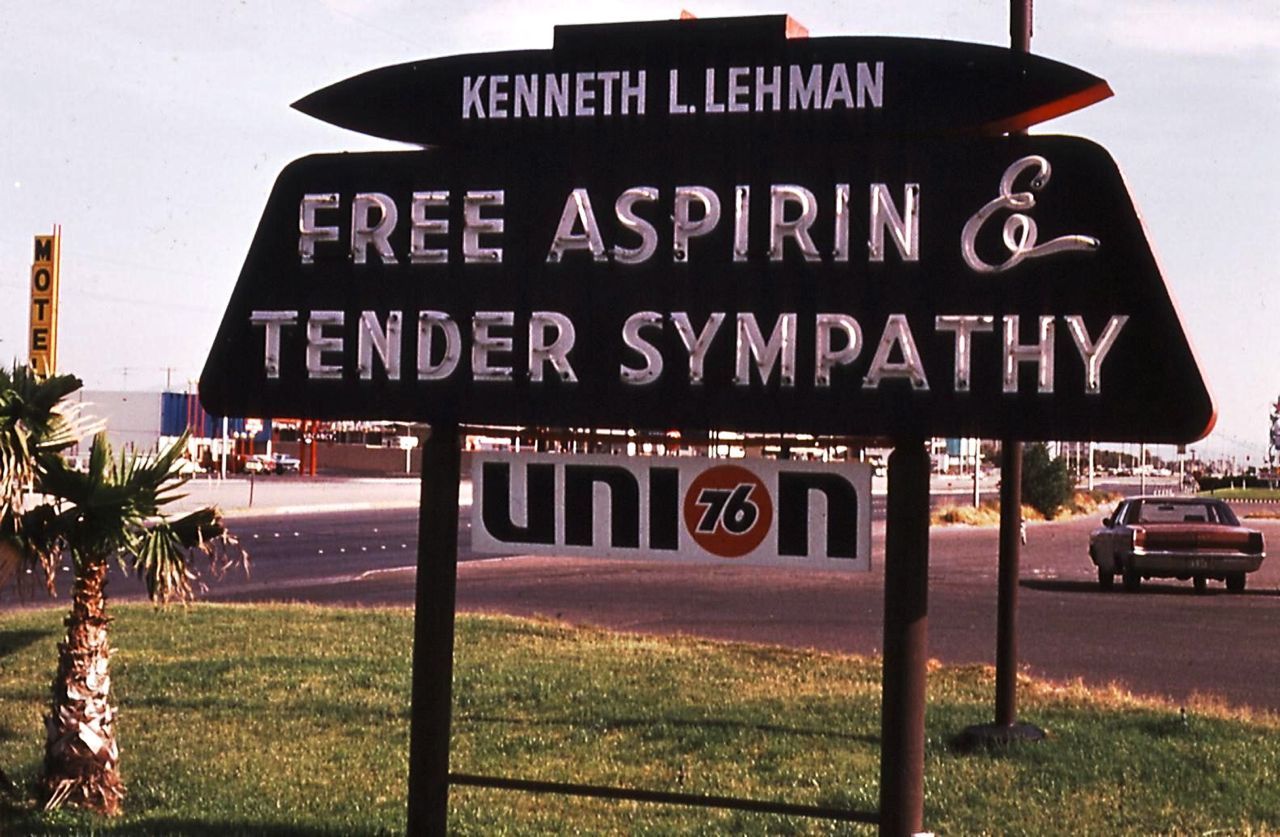 KENNETH L. LEHMAN
FREE ASPIRIN &
TENDER SYMPATHY
UNION
76
MOTEL